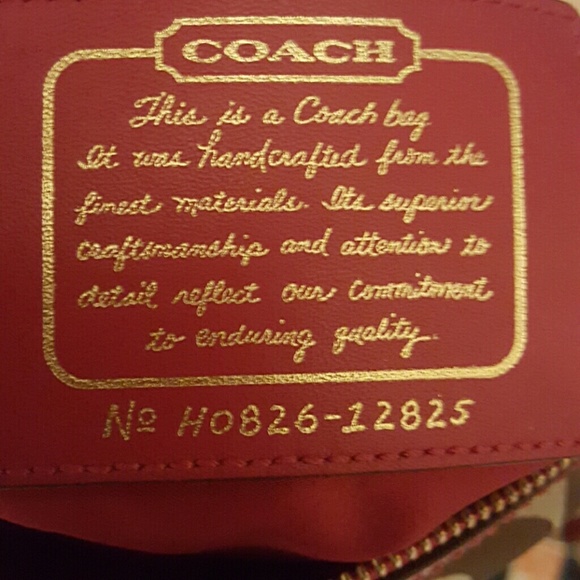 COACH
This is a Coach bag
It was handcrafted from the
finest materials. Its superior
craftsmanship and attention to
detail reflect our commitment
to enduring quality.
Nº H0826-12825